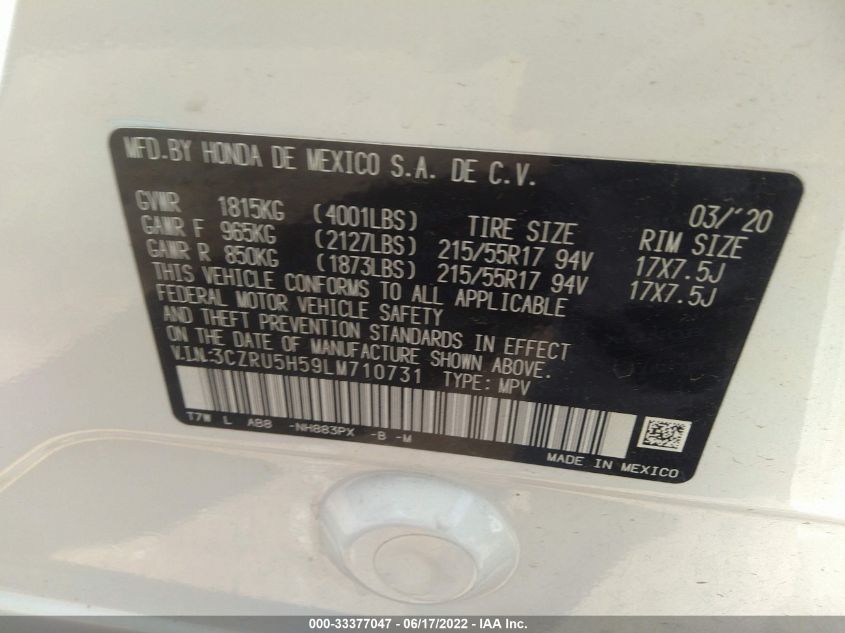 MFD.BY HONDA DE MEXICO S.A. DE C.V.
03/'20
GVWR 1815KG (4001LBS) TIRE SIZE RIM SIZE
GAWR F 965KG (2127LBS) 215/55R17 94V 17X7.5J
GAWR R 850KG (1873LBS) 215/55R17 94V 17X7.5J
THIS VEHICLE CONFORMS TO ALL APPLICABLE
FEDERAL MOTOR VEHICLE SAFETY
AND THEFT PREVENTION STANDARDS IN EFFECT
ON THE DATE OF MANUFACTURE SHOWN ABOVE.
V.I.N:3CZRU5H59LM710731 TYPE: MPV
T7W L ABB -NH883PX -B -M
MADE IN MEXICO
000-33377047 - 06/17/2022 - IAA Inc.